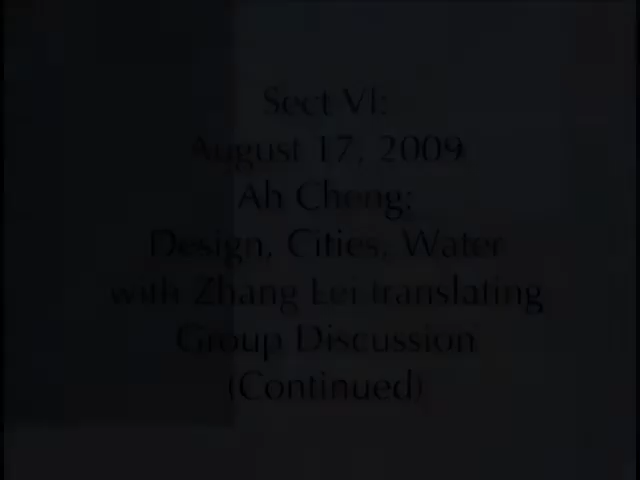 Sect VI:
August 17, 2009
Ah Cheng;
Design, Cities, Water
with Zhang Lei translating
Group Discussion
(Continued)